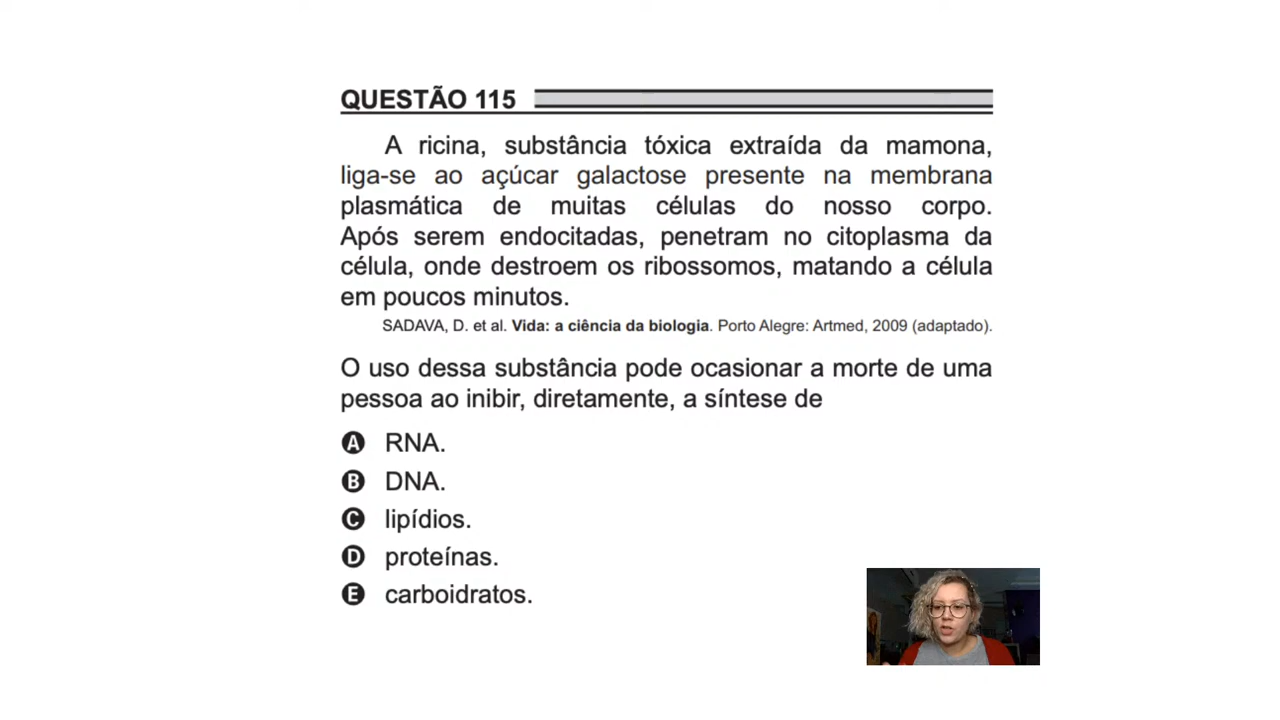 QUESTÃO 115
A ricina, substância tóxica extraída da mamona,
liga-se ao açúcar galactose presente na membrana
plasmática de muitas células do nosso corpo.
Após serem endocitadas, penetram no citoplasma da
célula, onde destroem os ribossomos, matando a célula
em poucos minutos.
SADAVA, D. et al. Vida: a ciência da biologia. Porto Alegre: Artmed, 2009 (adaptado).
O uso dessa substância pode ocasionar a morte de uma
pessoa ao inibir, diretamente, a síntese de
A RNA.
B DNA.
C lipídios.
D proteínas.
E carboidratos.